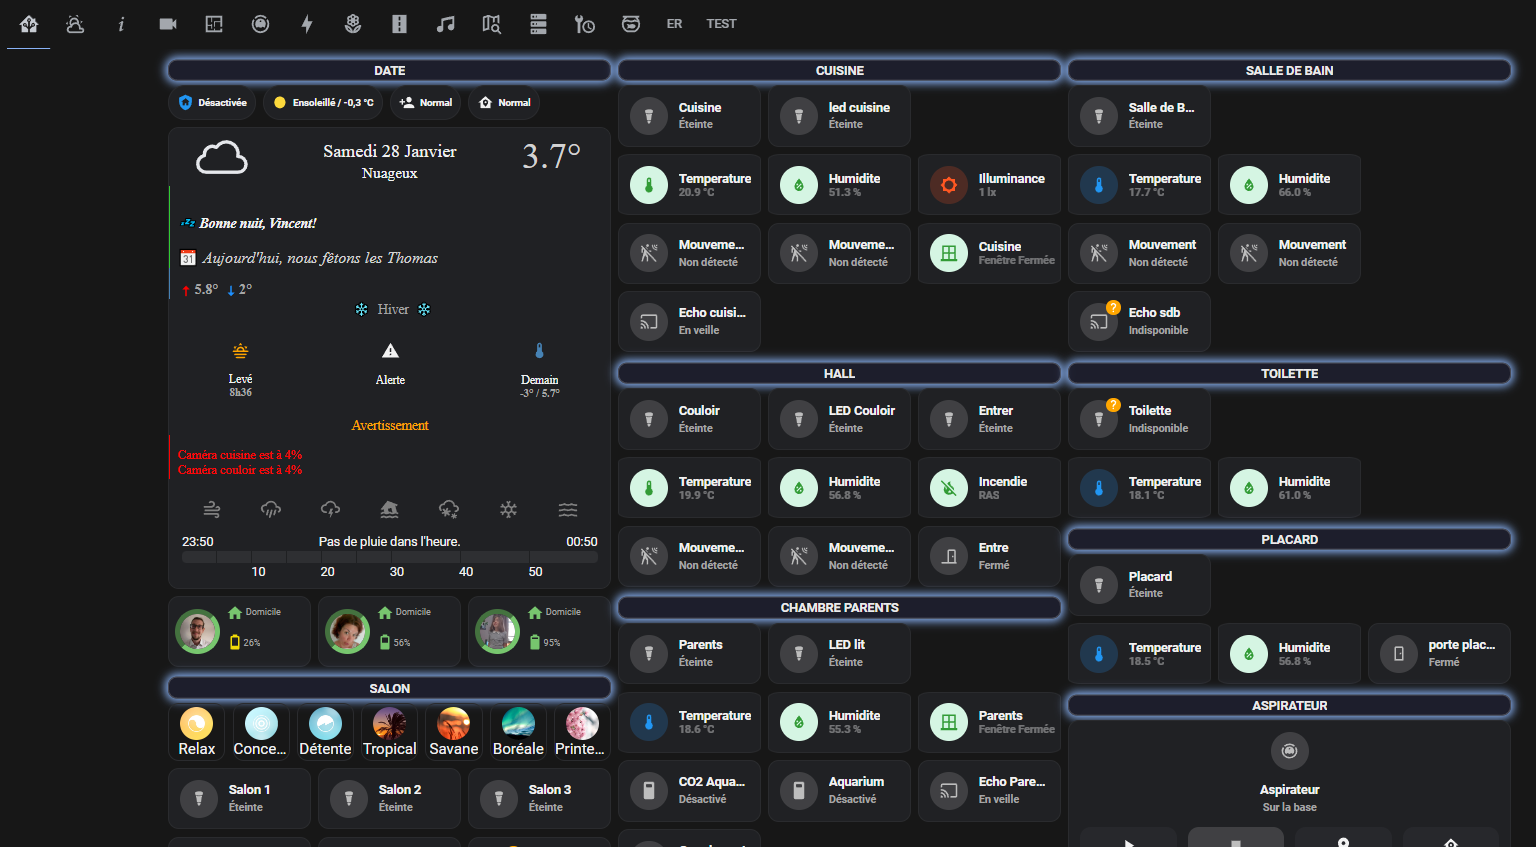 ER
TEST
DATE
Désactivée
Ensoleillé / -0,3 °C
Normal
Normal
Samedi 28 Janvier
Nuageux
3.7°
Bonne nuit, Vincent!
31
Aujourd'hui, nous fêtons les Thomas
5.8° 2°
Hiver
Levé
8h36
Alerte
Demain
-3° / 5.7°
Avertissement
Caméra cuisine est à 4%
Caméra couloir est à 4%
23:50
Pas de pluie dans l'heure.
00:50
10
20
30
40
50
Domicile
26%
Domicile
56%
Domicile
95%
SALON
Relax
Conce...
Détente
Tropical
Savane
Boréale
Printe...
Salon 1
Éteinte
Salon 2
Éteinte
Salon 3
Éteinte
CUISINE
Cuisine
Éteinte
led cuisine
Éteinte
Temperature
20.9 °C
Humidite
51.3 %
Illuminance
1 lx
Mouveme...
Non détecté
Mouveme...
Non détecté
Cuisine
Fenêtre Fermée
Echo cuisi...
En veille
HALL
Couloir
Éteinte
LED Couloir
Éteinte
Entrer
Éteinte
Temperature
19.9 °C
Humidite
56.8 %
Incendie
RAS
Mouveme...
Non détecté
Mouveme...
Non détecté
Entre
Fermé
CHAMBRE PARENTS
Parents
Éteinte
LED lit
Éteinte
Temperature
18.6 °C
Humidite
55.3 %
Parents
Fenêtre Fermée
CO2 Aqua...
Désactivé
Aquarium
Désactivé
Echo Pare...
En veille
SALLE DE BAIN
Salle de B...
Éteinte
Temperature
17.7 °C
Humidite
66.0 %
Mouvement
Non détecté
Mouvement
Non détecté
?
Echo sdb
Indisponible
TOILETTE
?
Toilette
Indisponible
Temperature
18.1 °C
Humidite
61.0 %
PLACARD
Placard
Éteinte
Temperature
18.5 °C
Humidite
56.8 %
porte plac...
Fermé
ASPIRATEUR
Aspirateur
Sur la base